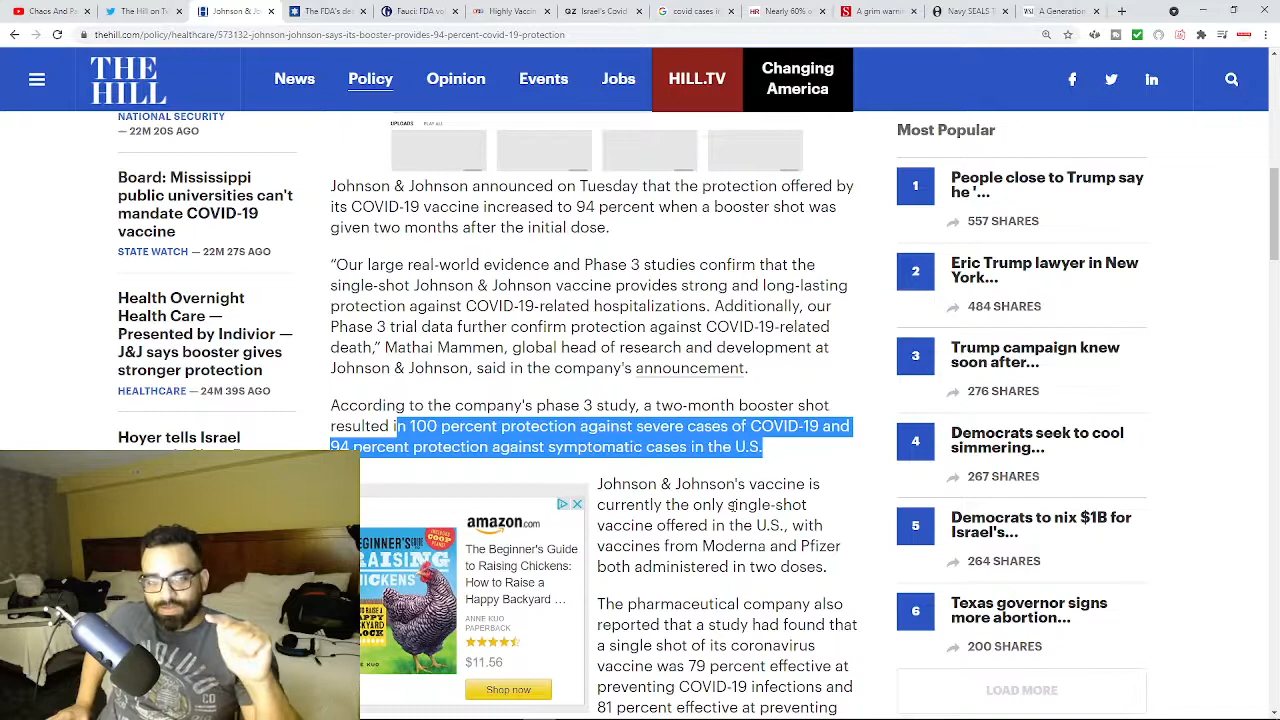 Chaos And F
The Hill on Tw
Johnson & Jo
The FDA's de
Fauci: FDA vo
Highly Vaccin
Israel's Covid
covid cases ir
Nearly 60% o
A grim warnin
Navy SEALS T
A Generation
thehill.com/policy/healthcare/573132-johnson-johnson-says-its-booster-provides-94-percent-covid-19-protection
THE
HILL
News
Policy
Opinion
Events
Jobs
HILL.TV
Changing
America
NATIONAL SECURITY
— 22M 20S AGO
Board: Mississippi
public universities can't
mandate COVID-19
vaccine
STATE WATCH — 22M 27S AGO
Health Overnight
Health Care —
Presented by Indivior —
J&J says booster gives
stronger protection
HEALTHCARE — 24M 39S AGO
Hoyer tells Israel
UPLOADS PLAY ALL
Johnson & Johnson announced on Tuesday that the protection offered by
its COVID-19 vaccine increased to 94 percent when a booster shot was
given two months after the initial dose.
“Our large real-world evidence and Phase 3 studies confirm that the
single-shot Johnson & Johnson vaccine provides strong and long-lasting
protection against COVID-19-related hospitalizations. Additionally, our
Phase 3 trial data further confirm protection against COVID-19-related
death,” Mathai Mammen, global head of research and development at
Johnson & Johnson, said in the company's announcement.
According to the company's phase 3 study, a two-month booster shot
resulted in 100 percent protection against severe cases of COVID-19 and
94 percent protection against symptomatic cases in the U.S.
Johnson & Johnson's vaccine is
currently the only single-shot
vaccine offered in the U.S., with
vaccines from Moderna and Pfizer
both administered in two doses.
The pharmaceutical company also
reported that a study had found that
a single shot of its coronavirus
vaccine was 79 percent effective at
preventing COVID-19 infections and
81 percent effective at preventing
amazon.com
The Beginner's Guide
to Raising Chickens:
How to Raise a
Happy Backyard ...
ANNE KUO
PAPERBACK
$11.56
Shop now
BEGINNER'S GUIDE
RAISING
CHICKENS
Most Popular
1
People close to Trump say
he '...
557 SHARES
2
Eric Trump lawyer in New
York...
484 SHARES
3
Trump campaign knew
soon after...
276 SHARES
4
Democrats seek to cool
simmering...
267 SHARES
5
Democrats to nix $1B for
Israel's...
264 SHARES
6
Texas governor signs
more abortion...
200 SHARES
LOAD MORE